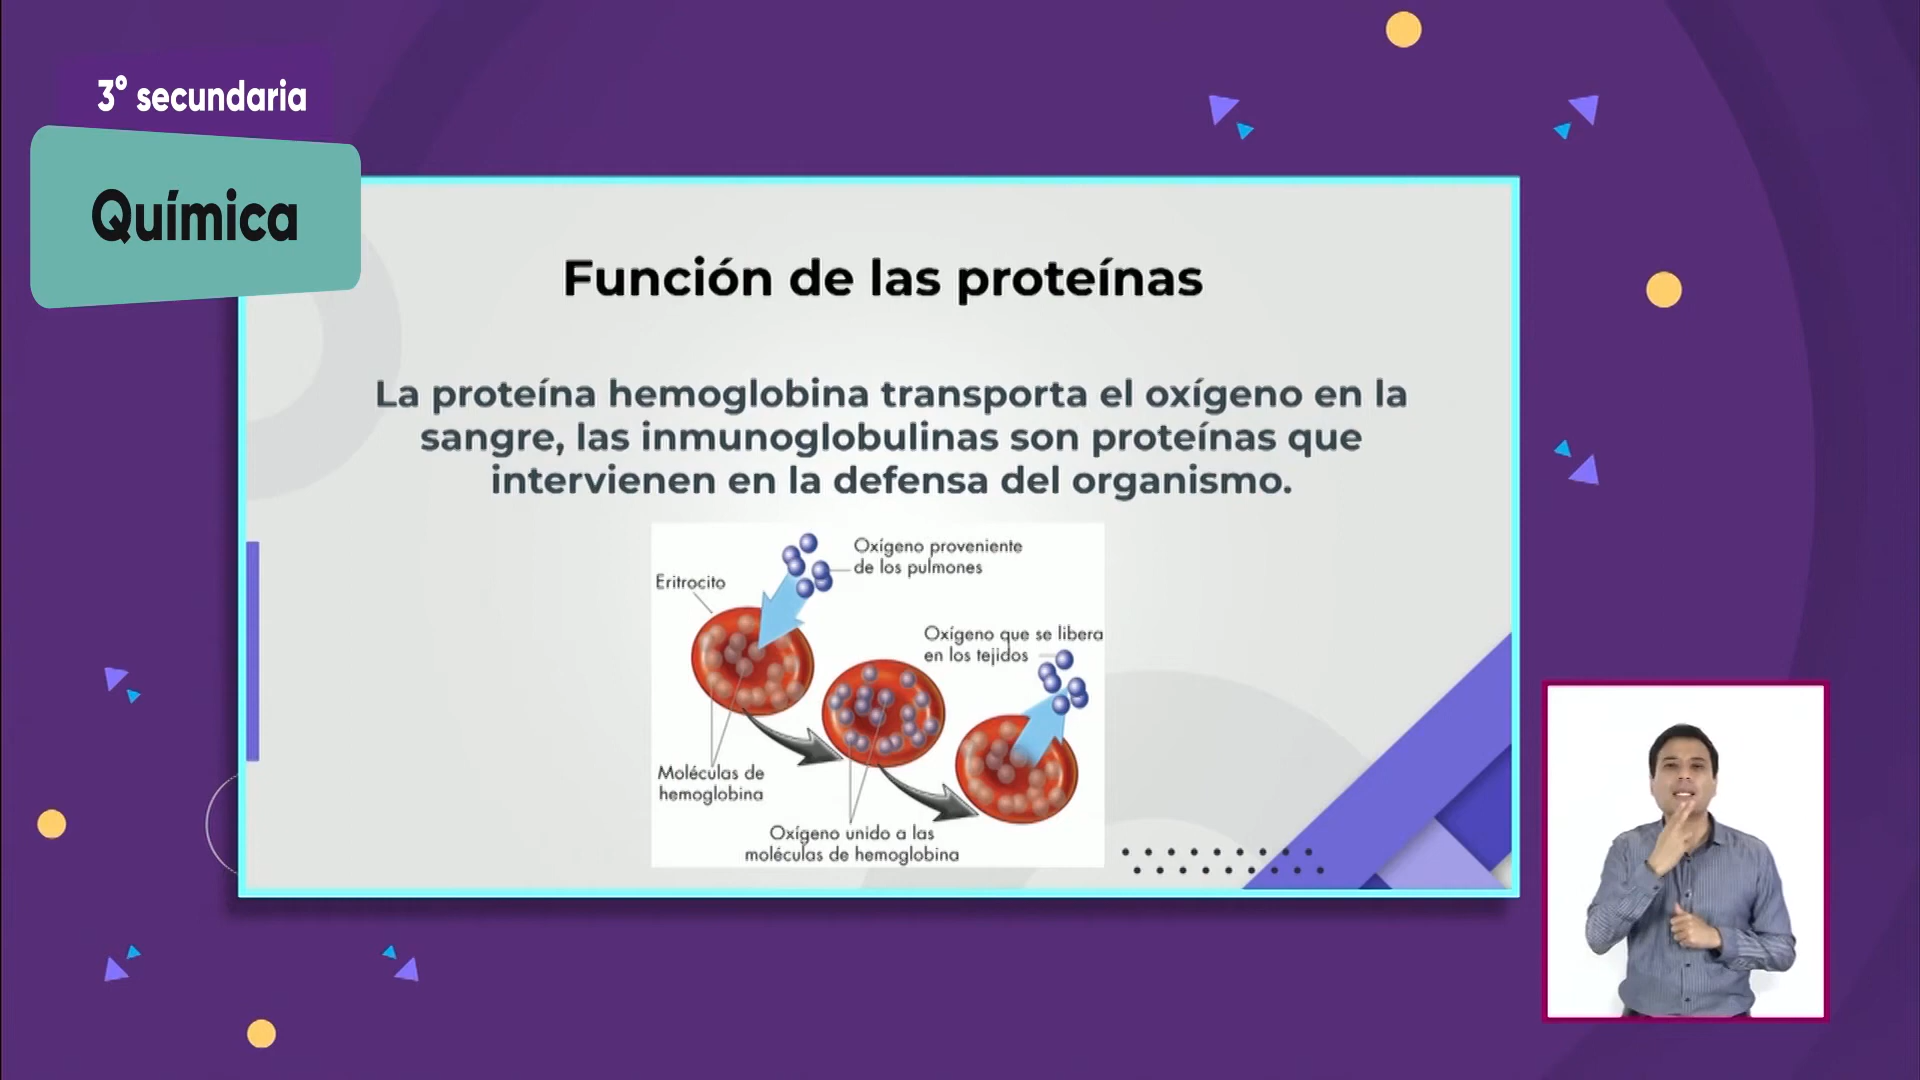 3° secundaria
Química
Función de las proteínas
La proteína hemoglobina transporta el oxígeno en la
sangre, las inmunoglobulinas son proteínas que
intervienen en la defensa del organismo.
Oxígeno proveniente
de los pulmones
Eritrocito
Oxígeno que se libera
en los tejidos
Moléculas de
hemoglobina
Oxígeno unido a las
moléculas de hemoglobina